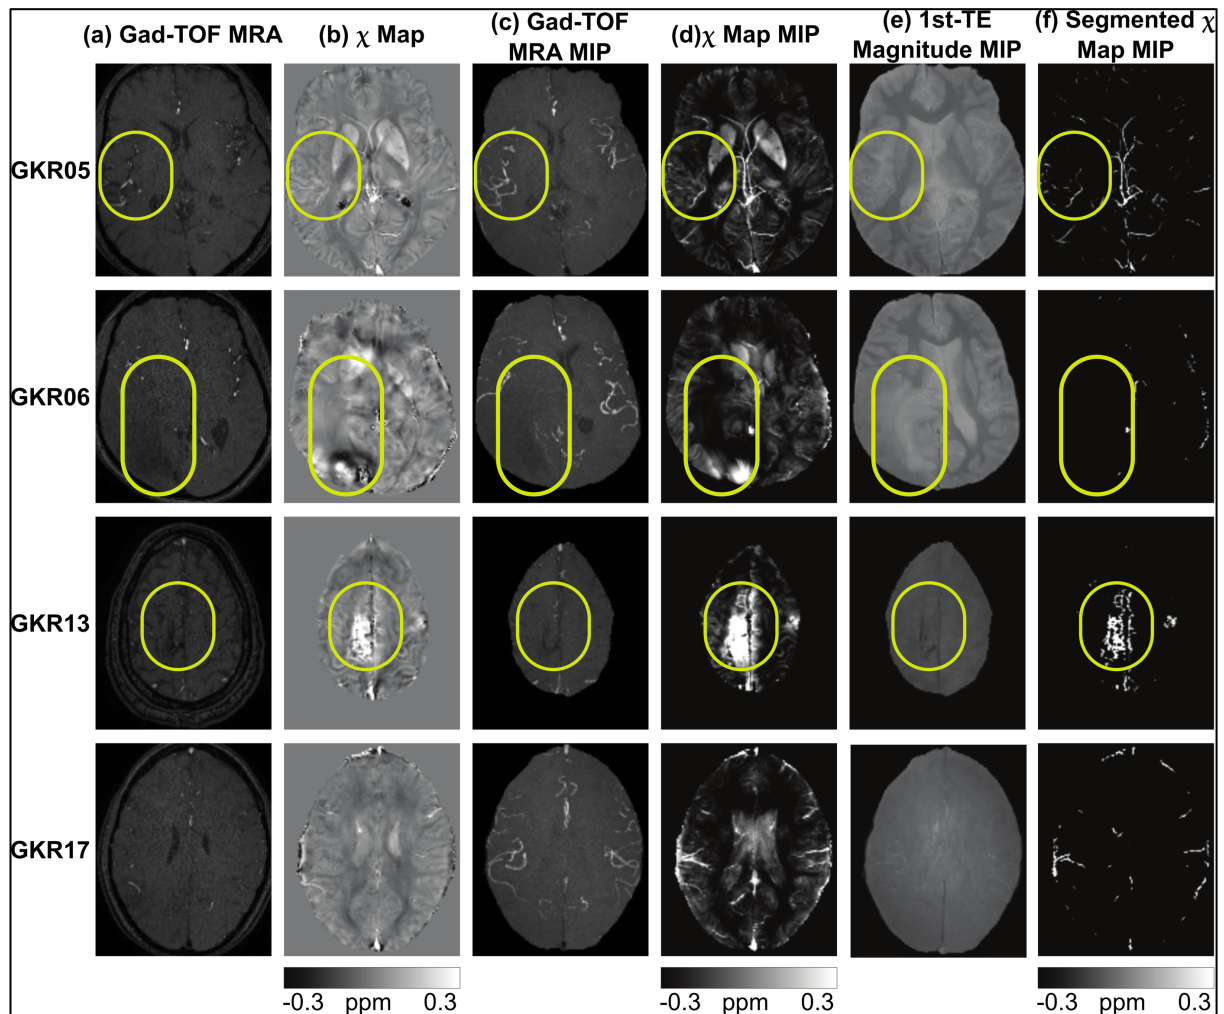 (a) Gad-TOF MRA
(b) χ Map
(c) Gad-TOF
MRA MIP
(d)χ Map MIP
(e) 1st-TE
Magnitude MIP
(f) Segmented χ
Map MIP
GKR05
GKR06
GKR13
GKR17
-0.3 ppm 0.3
-0.3 ppm 0.3
-0.3 ppm 0.3